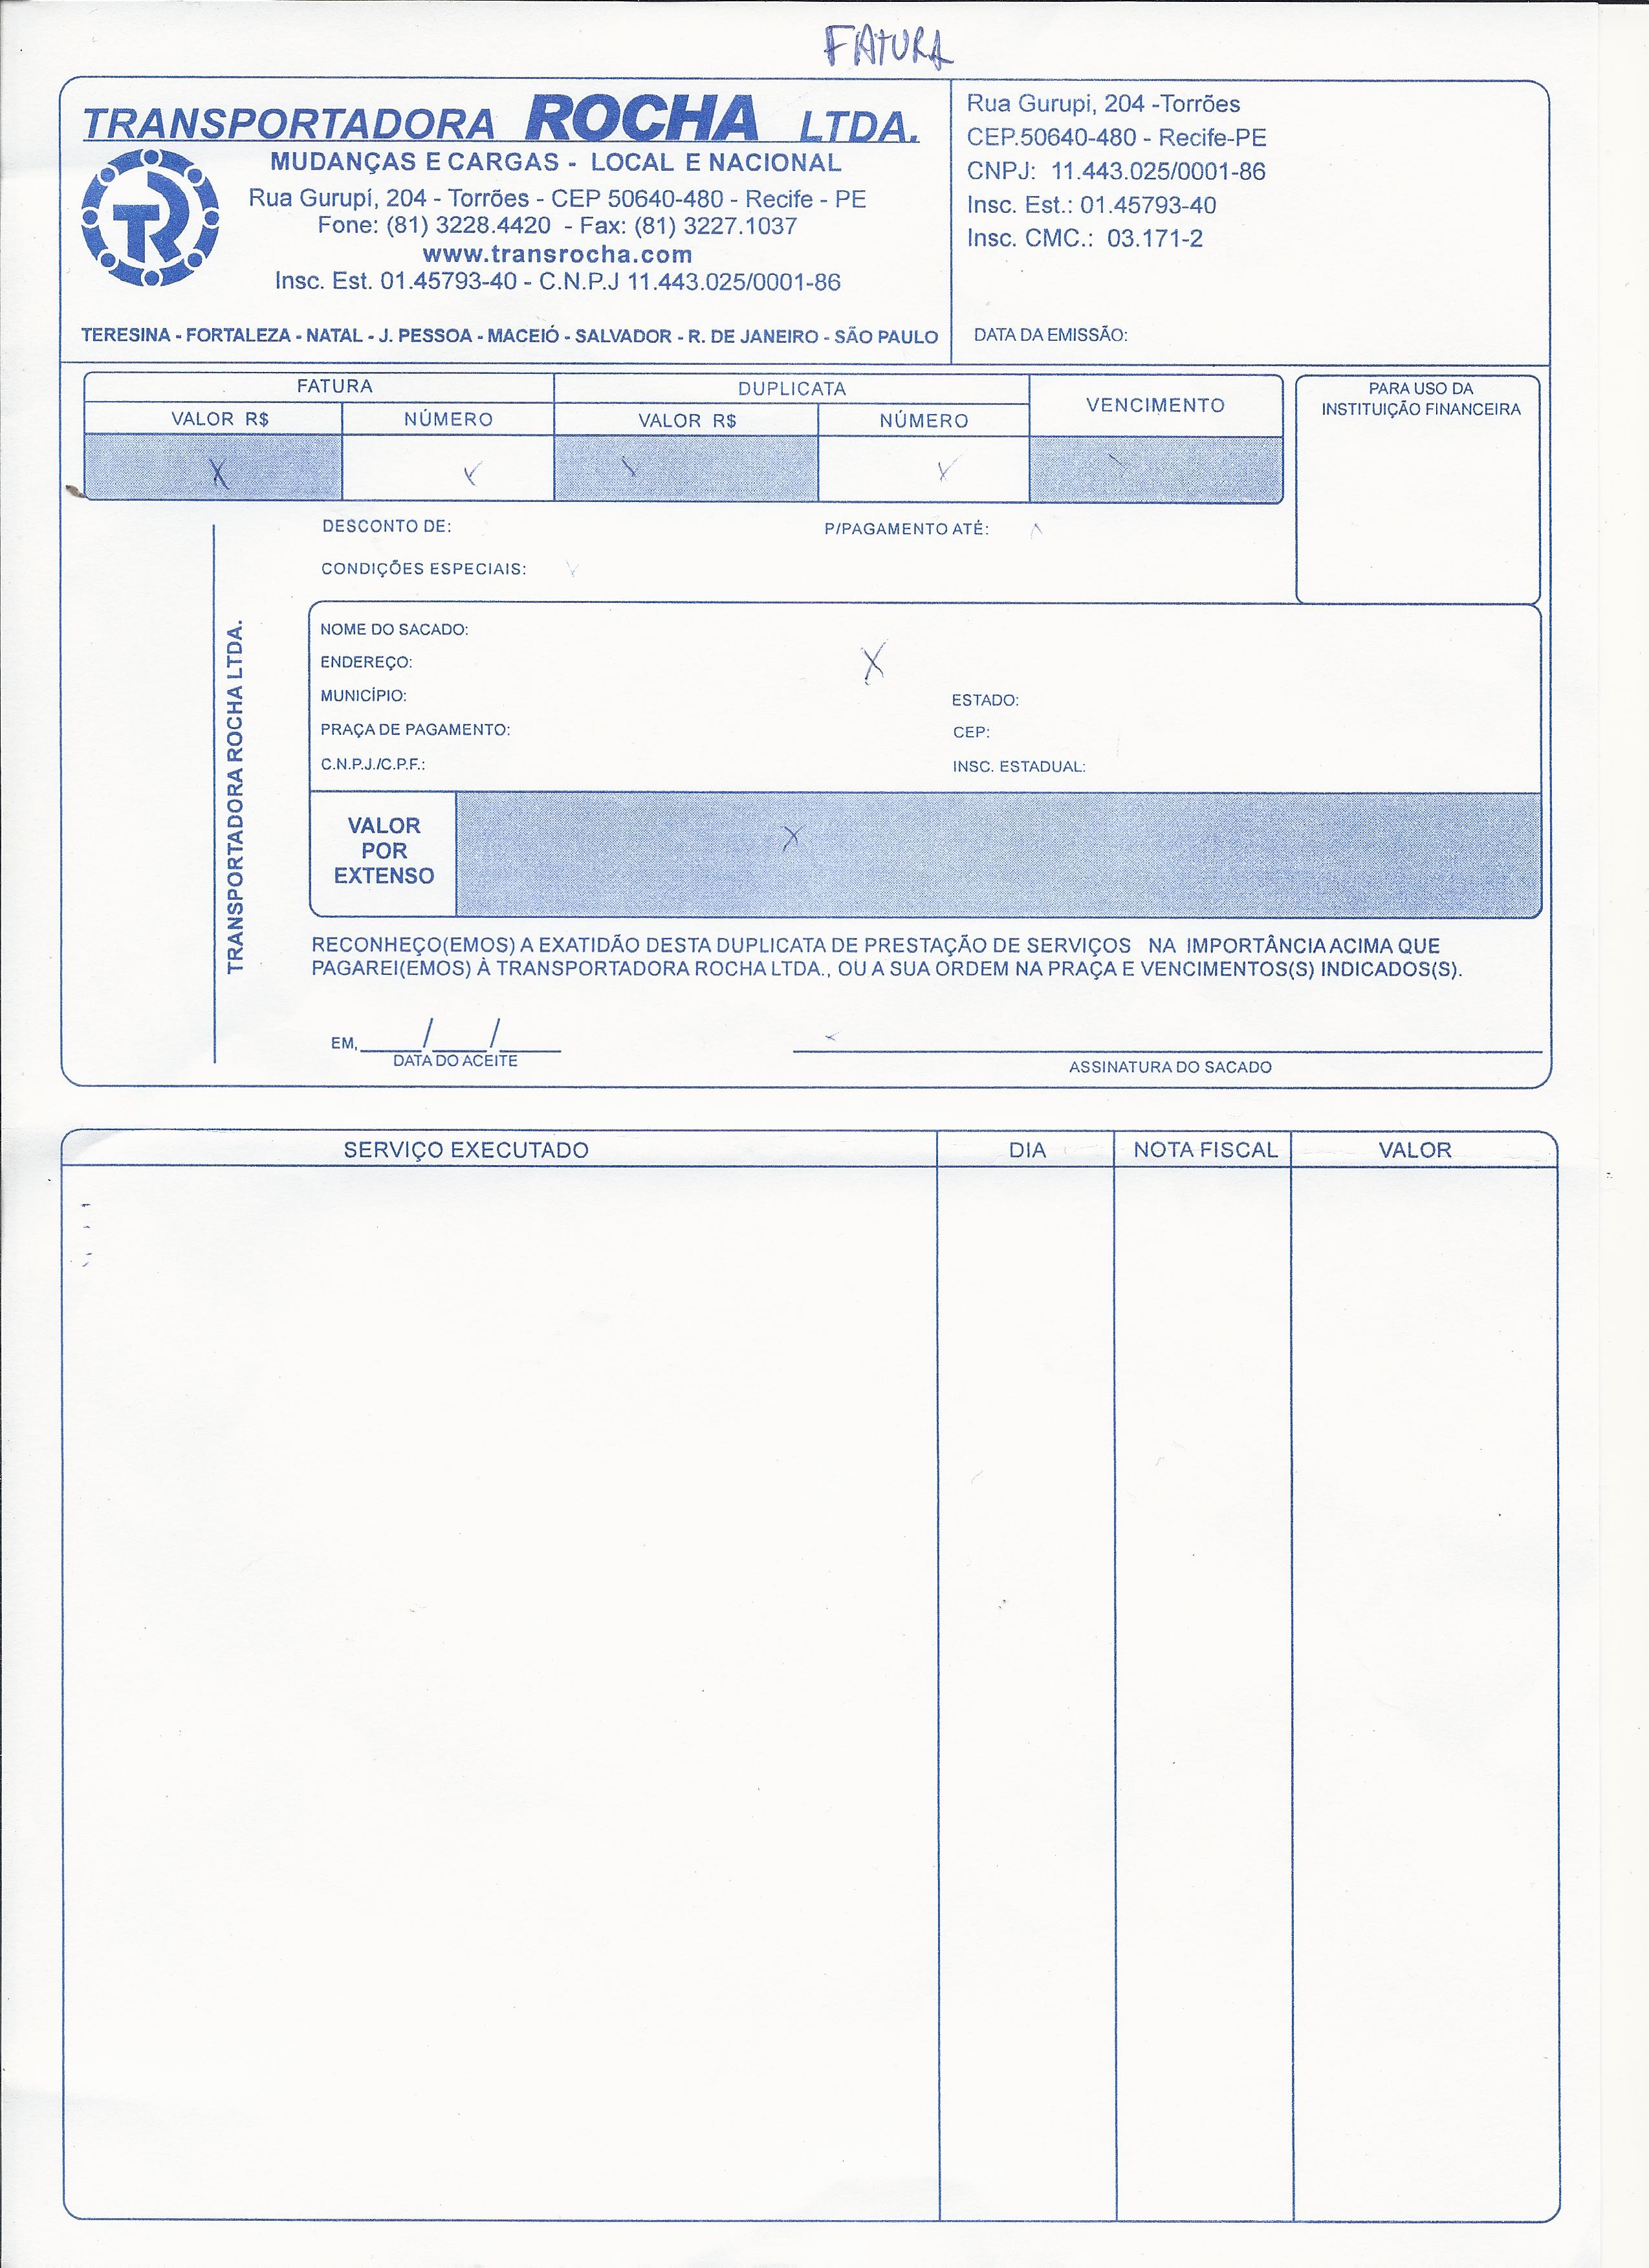 FATURA
TRANSPORTADORA ROCHA LTDA.
MUDANÇAS E CARGAS - LOCAL E NACIONAL
Rua Gurupi, 204 - Torrões - CEP 50640-480 - Recife - PE
Fone: (81) 3228.4420 - Fax: (81) 3227.1037
www.transrocha.com
Insc. Est. 01.45793-40 - C.N.P.J 11.443.025/0001-86
TERESINA - FORTALEZA - NATAL - J. PESSOA - MACEIÓ - SALVADOR - R. DE JANEIRO - SÃO PAULO
TR
Rua Gurupi, 204 -Torrões
CEP.50640-480 - Recife-PE
CNPJ: 11.443.025/0001-86
Insc. Est.: 01.45793-40
Insc. CMC.: 03.171-2
DATA DA EMISSÃO:
FATURA DUPLICATA VENCIMENTO
VALOR R$ NÚMERO VALOR R$ NÚMERO
X X X
PARA USO DA
INSTITUIÇÃO FINANCEIRA
DESCONTO DE: P/PAGAMENTO ATÉ:
CONDIÇÕES ESPECIAIS:
TRANSPORTADORA ROCHA LTDA.
NOME DO SACADO:
ENDEREÇO: X
MUNICÍPIO: ESTADO:
PRAÇA DE PAGAMENTO: CEP:
C.N.P.J./C.P.F.: INSC. ESTADUAL:
VALOR
POR
EXTENSO
X
RECONHEÇO(EMOS) A EXATIDÃO DESTA DUPLICATA DE PRESTAÇÃO DE SERVIÇOS NA IMPORTÂNCIA ACIMA QUE
PAGAREI(EMOS) À TRANSPORTADORA ROCHA LTDA., OU A SUA ORDEM NA PRAÇA E VENCIMENTOS(S) INDICADOS(S).
EM, / /
DATA DO ACEITE ASSINATURA DO SACADO
SERVIÇO EXECUTADO DIA NOTA FISCAL VALOR